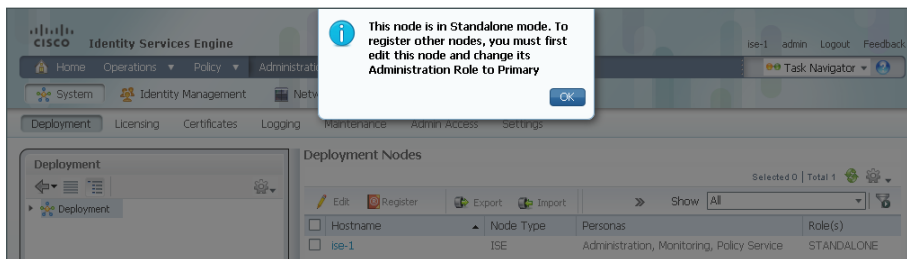 This node is in Standalone mode. To
register other nodes, you must first
edit this node and change its
Administration Role to Primary
OK
CISCO Identity Services Engine
ise-1 admin Logout Feedback
Home Operations Policy Administratio
Task Navigator
System Identity Management Netw
Deployment Licensing Certificates Logging Maintenance Admin Access Settings
Deployment
Deployment
Deployment Nodes
Selected 0 | Total 1
Edit Register Export Import » Show All
Hostname Node Type Personas Role(s)
ise-1 ISE Administration, Monitoring, Policy Service STANDALONE